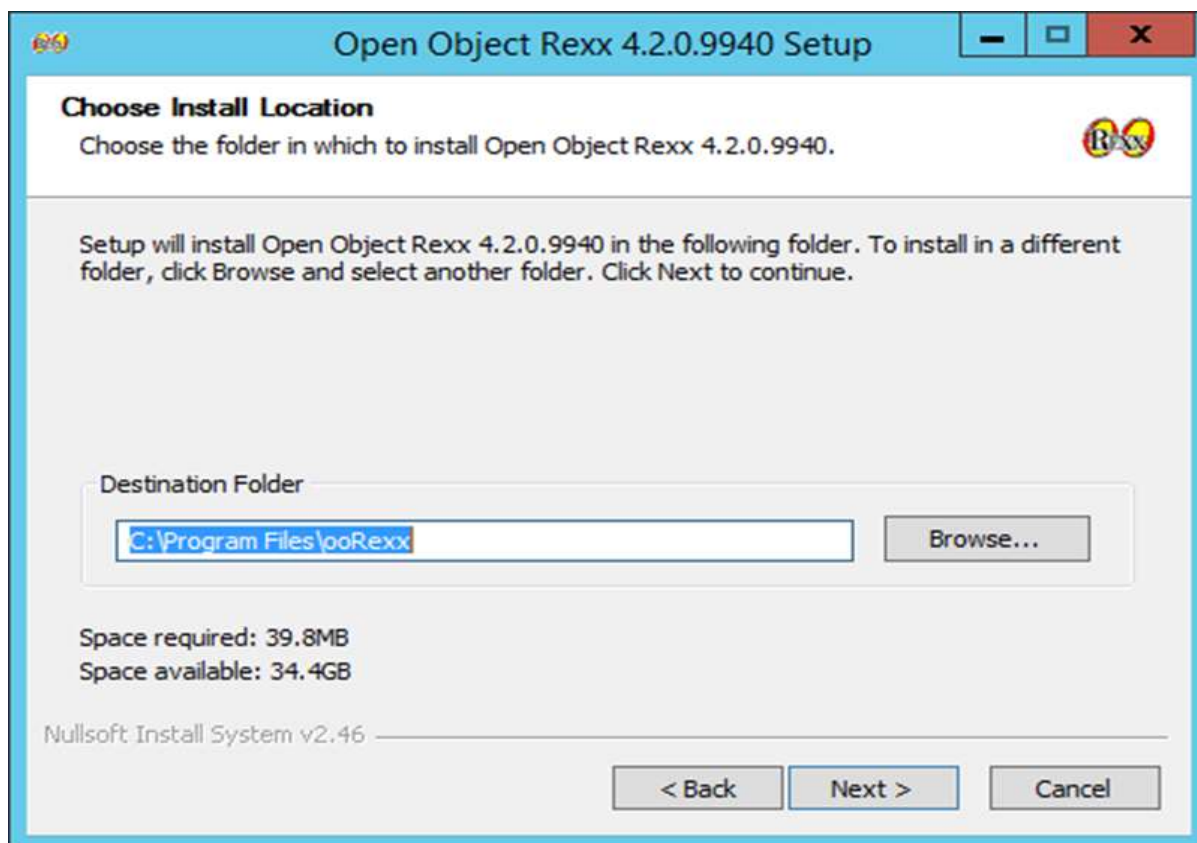 Open Object Rexx 4.2.0.9940 Setup
Choose Install Location
Choose the folder in which to install Open Object Rexx 4.2.0.9940.
Rexx
Setup will install Open Object Rexx 4.2.0.9940 in the following folder. To install in a different
folder, click Browse and select another folder. Click Next to continue.
Destination Folder
C:\Program Files\ooRexx
Browse...
Space required: 39.8MB
Space available: 34.4GB
Nullsoft Install System v2.46
< Back
Next >
Cancel